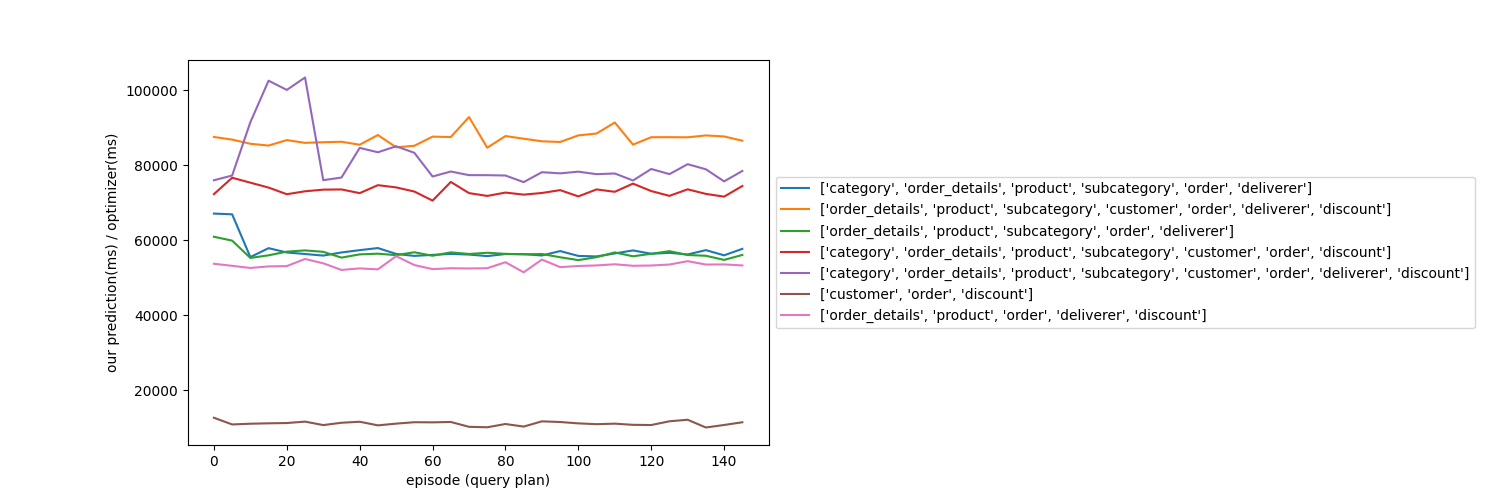 100000
80000
60000
40000
20000
our prediction(ms) / optimizer(ms)
0 20 40 60 80 100 120 140
episode (query plan)
['category', 'order_details', 'product', 'subcategory', 'order', 'deliverer']
['order_details', 'product', 'subcategory', 'customer', 'order', 'deliverer', 'discount']
['order_details', 'product', 'subcategory', 'order', 'deliverer']
['category', 'order_details', 'product', 'subcategory', 'customer', 'order', 'discount']
['category', 'order_details', 'product', 'subcategory', 'customer', 'order', 'deliverer', 'discount']
['customer', 'order', 'discount']
['order_details', 'product', 'order', 'deliverer', 'discount']